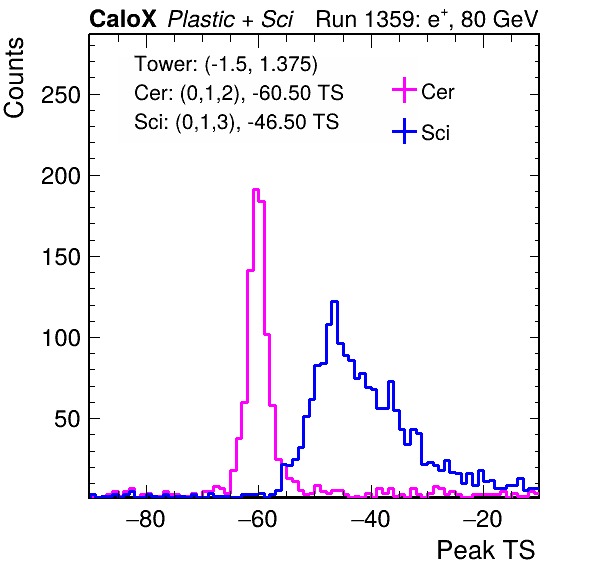 CaloX Plastic + Sci Run 1359: e+, 80 GeV
Tower: (-1.5, 1.375)
Cer: (0,1,2), -60.50 TS
Sci: (0,1,3), -46.50 TS
Cer
Sci
Counts
250
200
150
100
50
−80 −60 −40 −20
Peak TS